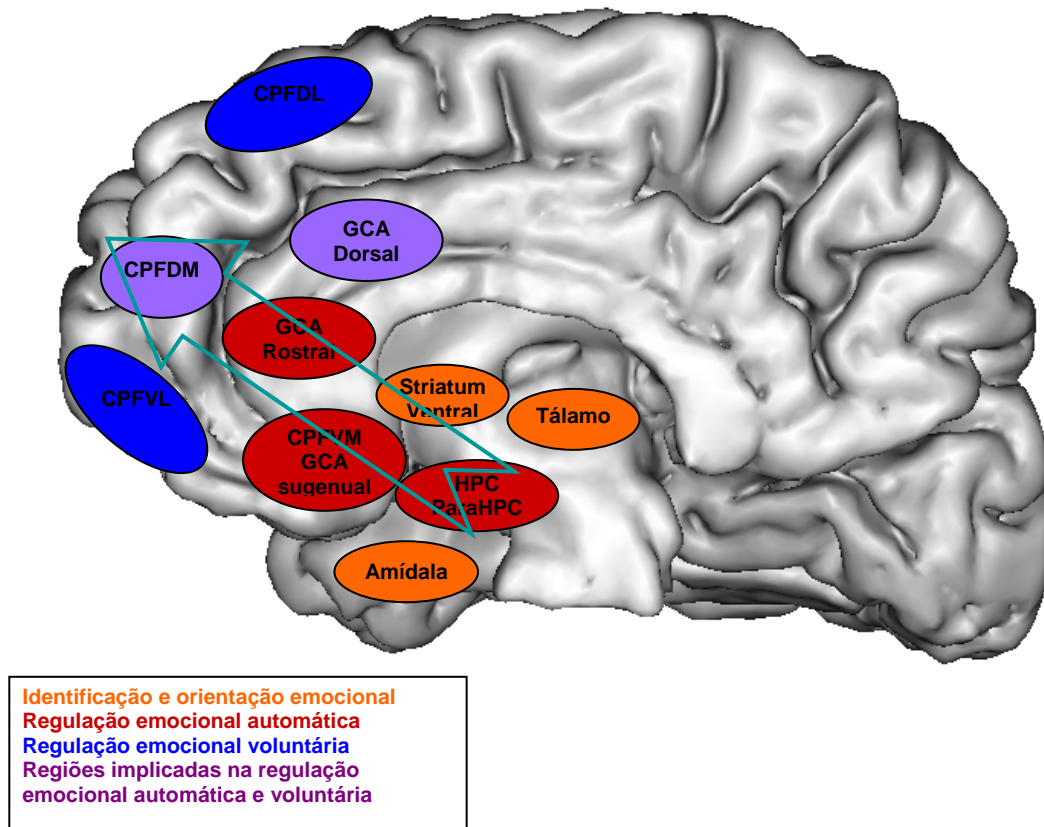 CPFDL
GCA
Dorsal
CPFDM
GCA
Rostral
Striatum
Ventral
CPFVL
Tálamo
CPFVM
GCA
sugenual
HPC
ParaHPC
Amídala
Identificação e orientação emocional
Regulação emocional automática
Regulação emocional voluntária
Regiões implicadas na regulação
emocional automática e voluntária